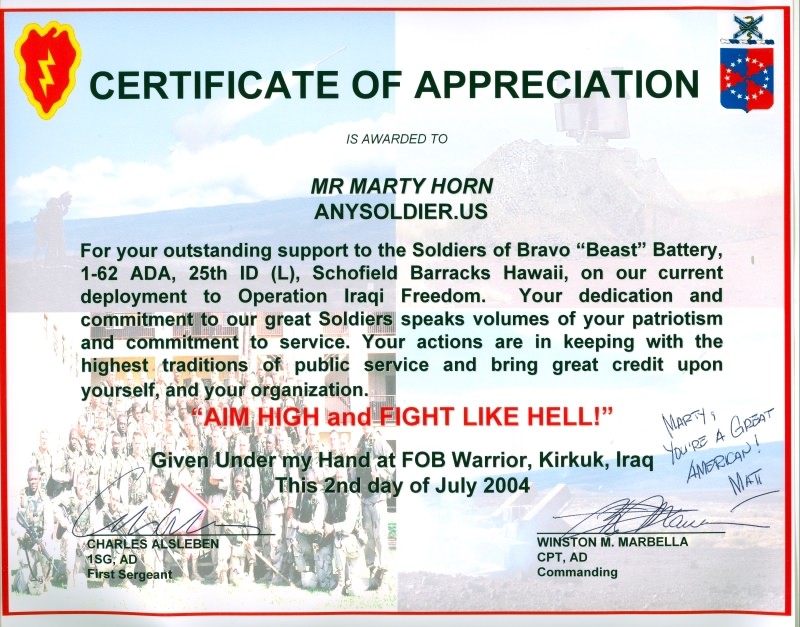 CERTIFICATE OF APPRECIATION
IS AWARDED TO
MR MARTY HORN
ANYSOLDIER.US
For your outstanding support to the Soldiers of Bravo “Beast” Battery,
1-62 ADA, 25th ID (L), Schofield Barracks Hawaii, on our current
deployment to Operation Iraqi Freedom. Your dedication and
commitment to our great Soldiers speaks volumes of your patriotism
and commitment to service. Your actions are in keeping with the
highest traditions of public service and bring great credit upon
yourself, and your organization.
“AIM HIGH and FIGHT LIKE HELL!”
Given Under my Hand at FOB Warrior, Kirkuk, Iraq
This 2nd day of July 2004
MARTY,
YOU'RE A GREAT
AMERICAN!
MATT
CHARLES ALSLEBEN
1SG, AD
First Sergeant
WINSTON M. MARBELLA
CPT, AD
Commanding